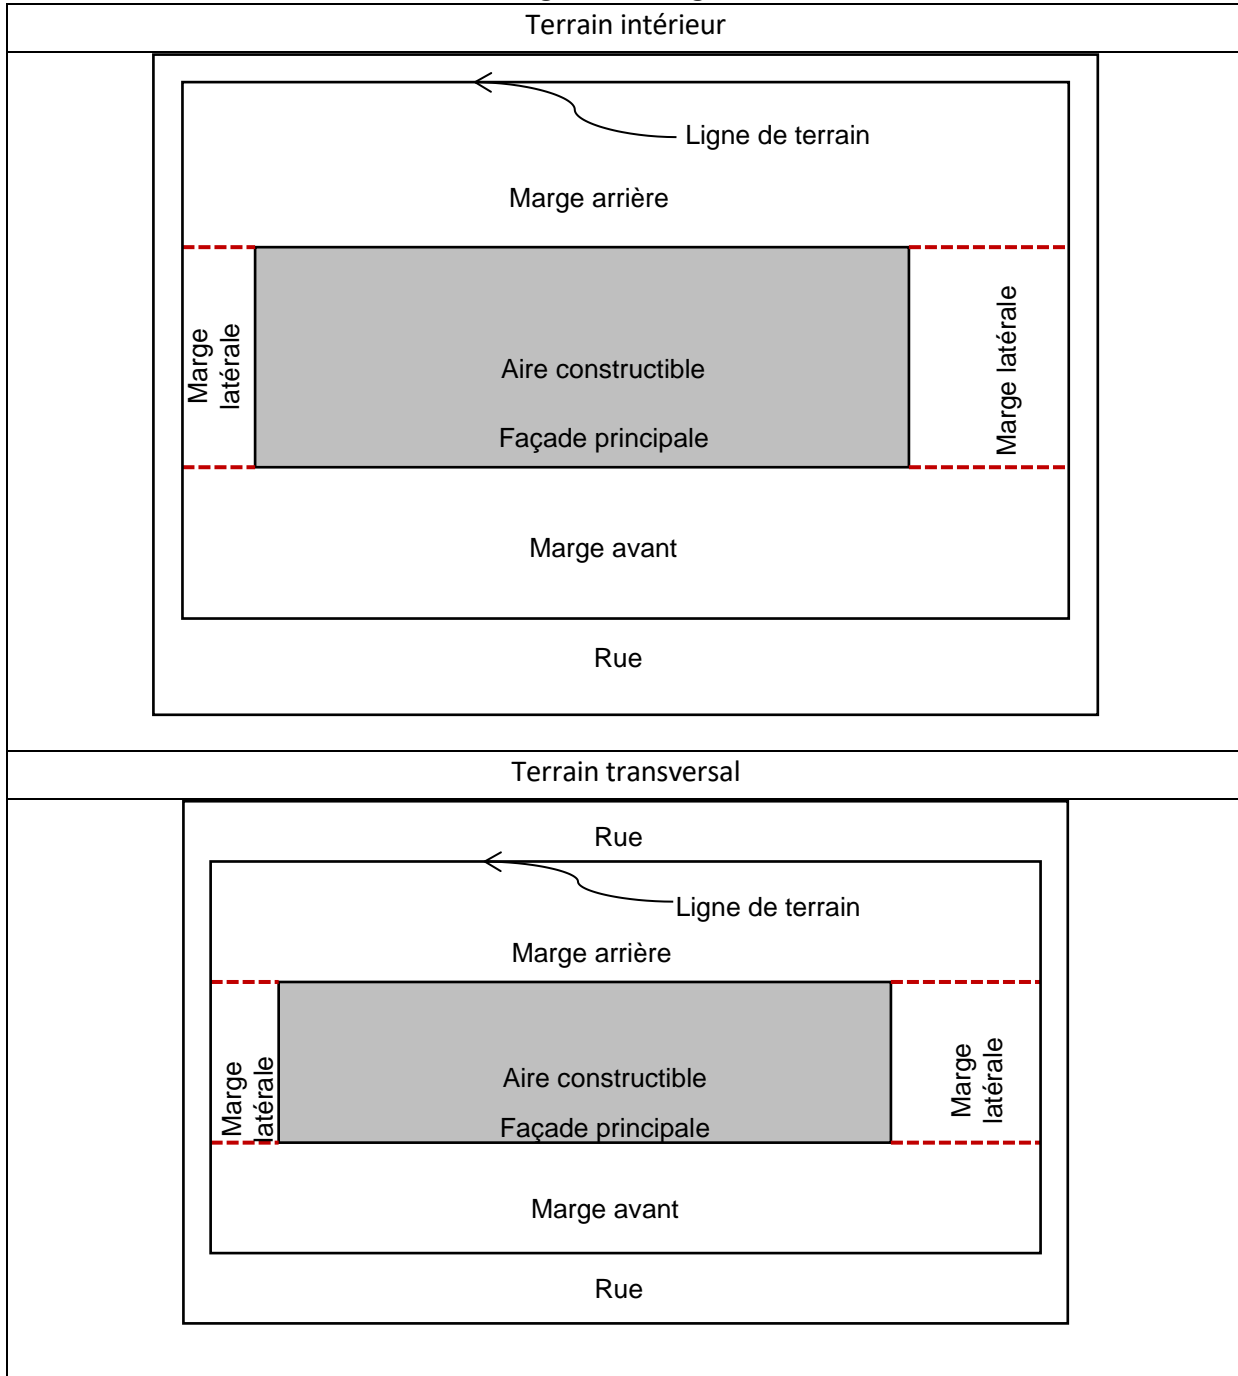 Terrain intérieur
Ligne de terrain
Marge arrière
Marge
latérale
Marge latérale
Aire constructible
Façade principale
Marge avant
Rue
Terrain transversal
Rue
Ligne de terrain
Marge arrière
Marge
latérale
Aire constructible
Marge
latérale
Façade principale
Marge avant
Rue